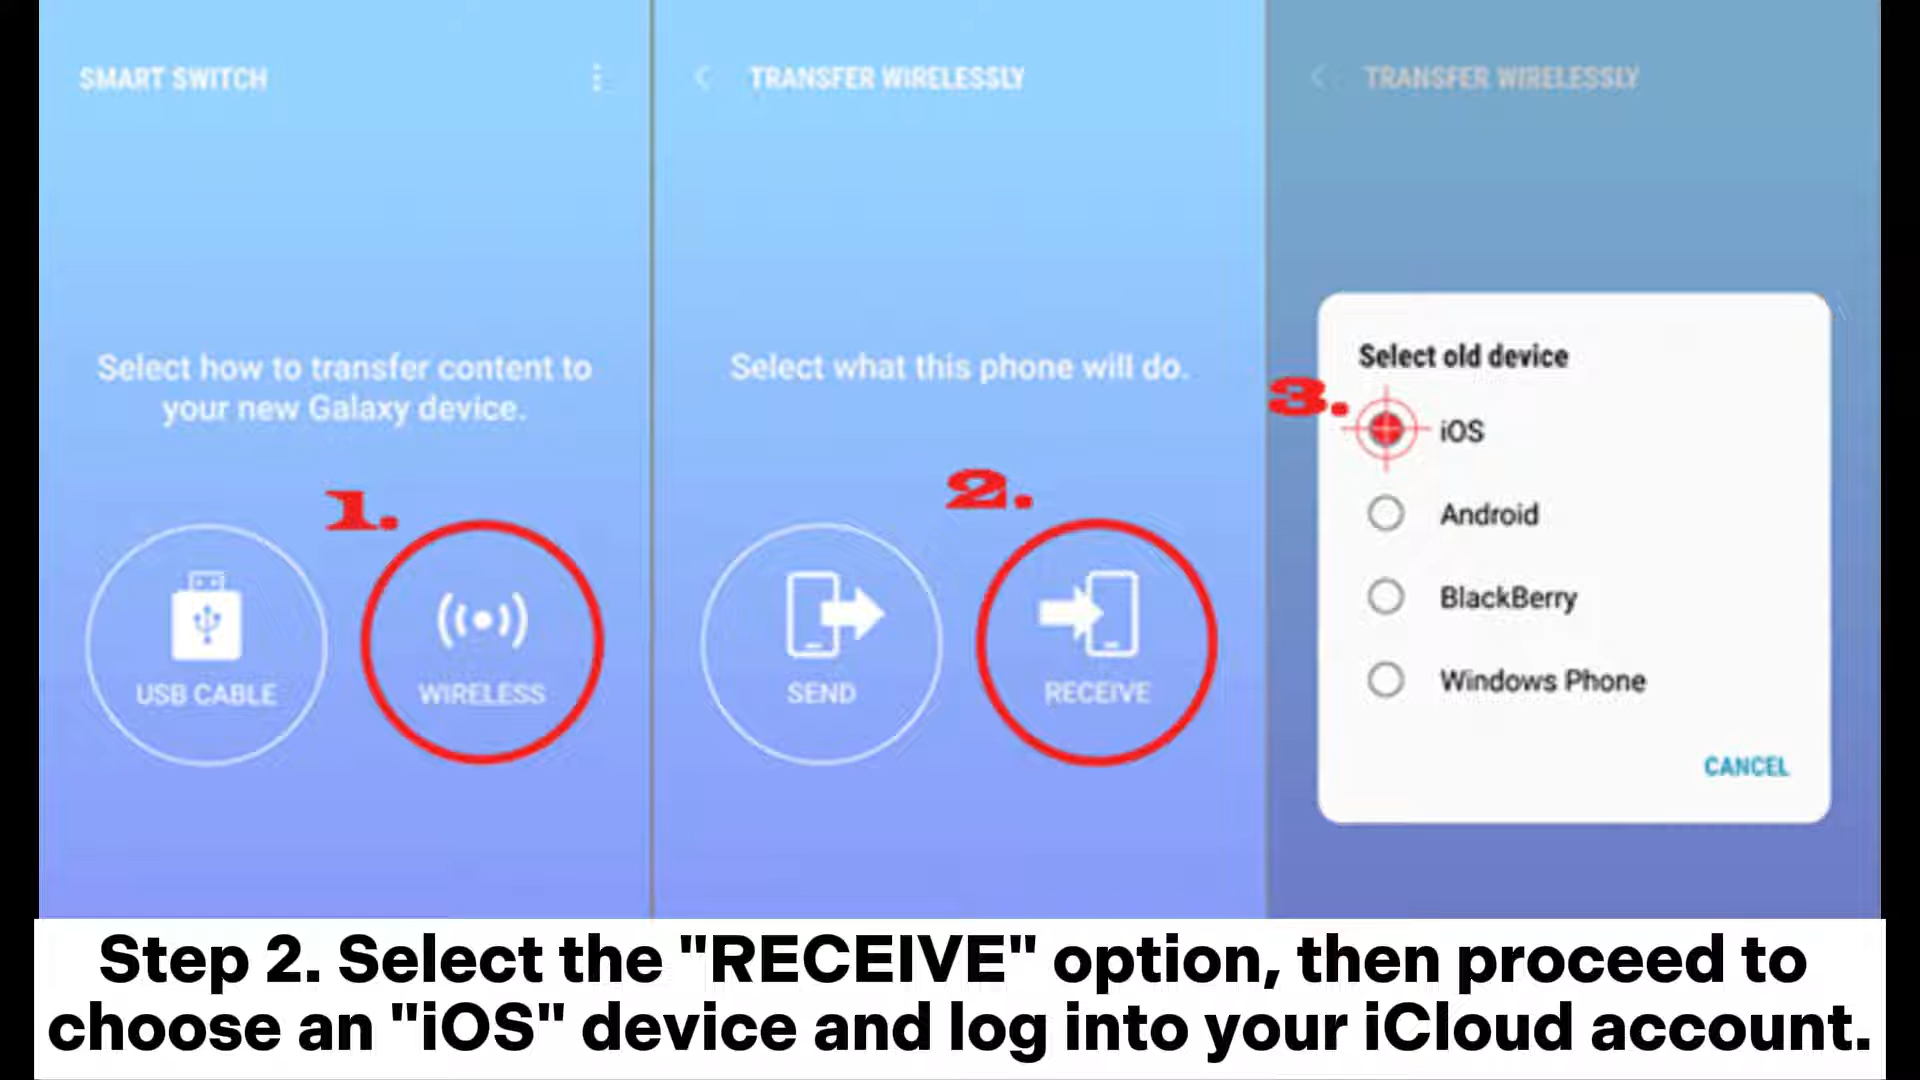 SMART SWITCH
Select how to transfer content to
your new Galaxy device.
1.
USB CABLE
WIRELESS
TRANSFER WIRELESSLY
Select what this phone will do.
2.
SEND
RECEIVE
TRANSFER WIRELESSLY
Select old device
3.
iOS
Android
BlackBerry
Windows Phone
CANCEL
Step 2. Select the "RECEIVE" option, then proceed to
choose an "iOS" device and log into your iCloud account.